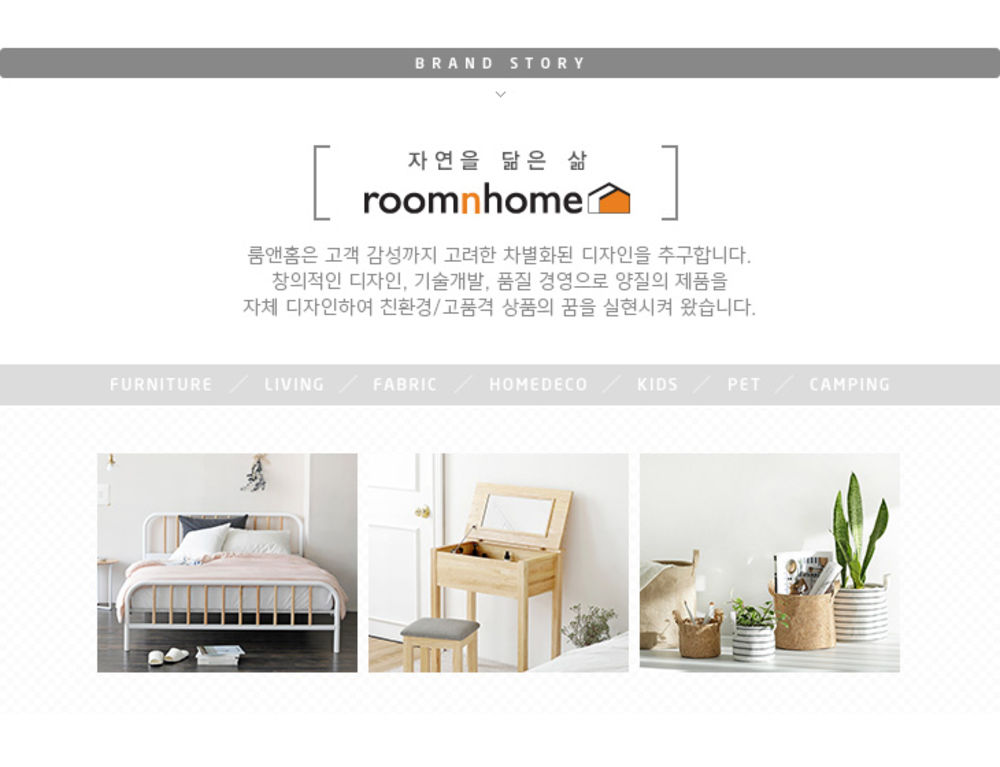 BRAND STORY
자연을 닮은 삶
roomnhome
룸앤홈은 고객 감성까지 고려한 차별화된 디자인을 추구합니다.
창의적인 디자인, 기술개발, 품질 경영으로 양질의 제품을
자체 디자인하여 친환경/고품격 상품의 꿈을 실현시켜 왔습니다.
FURNITURE / LIVING / FABRIC / HOMEDECO / KIDS / PET / CAMPING